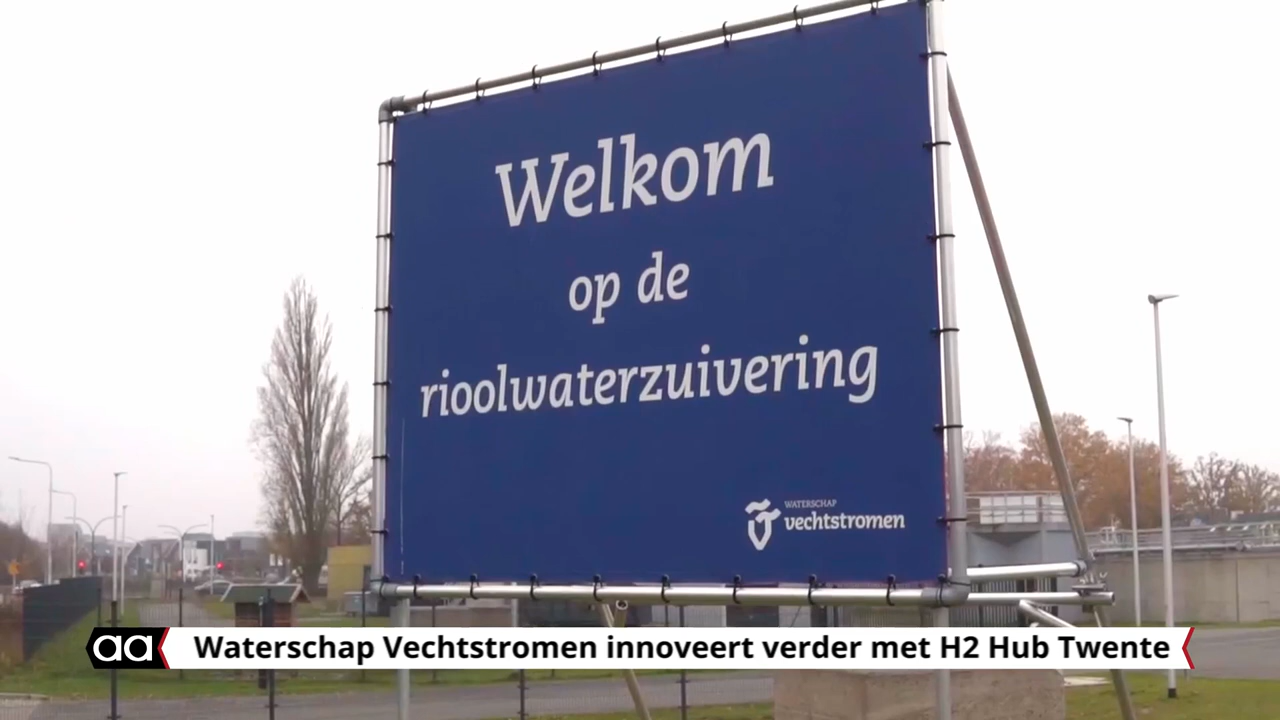 Welkom
op de
rioolwaterzuivering
WATERSCHAP
vechtstromen
aa Waterschap Vechtstromen innoveert verder met H2 Hub Twente